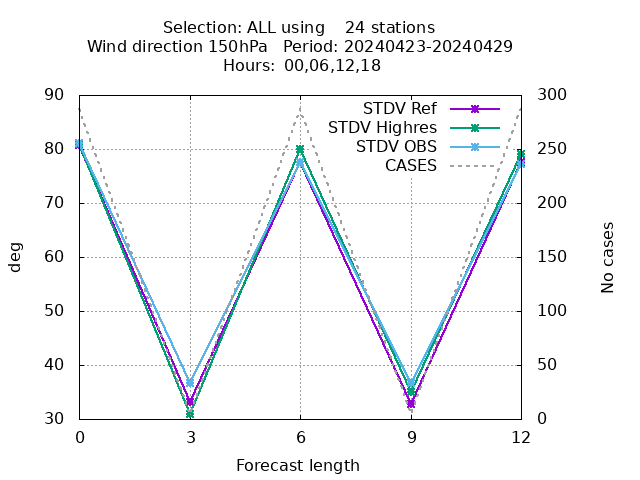 Selection: ALL using    24 stations
Wind direction 150hPa   Period: 20240423-20240429
Hours: 00,06,12,18
90
80
70
60
50
40
30
300
250
200
150
100
50
0
STDV Ref
STDV Highres
STDV OBS
CASES
deg
No cases
0 3 6 9 12
Forecast length